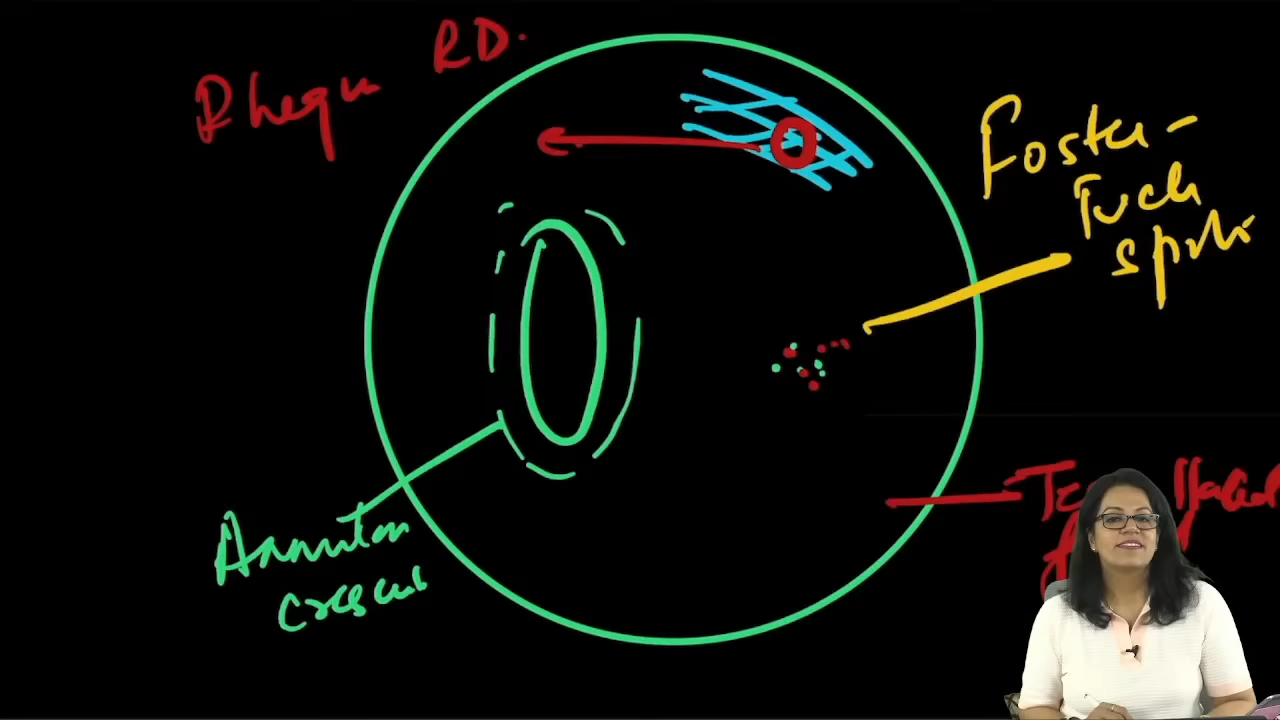 Rhegm RD.
Foster-
Fuch
spots
Annular
crescent